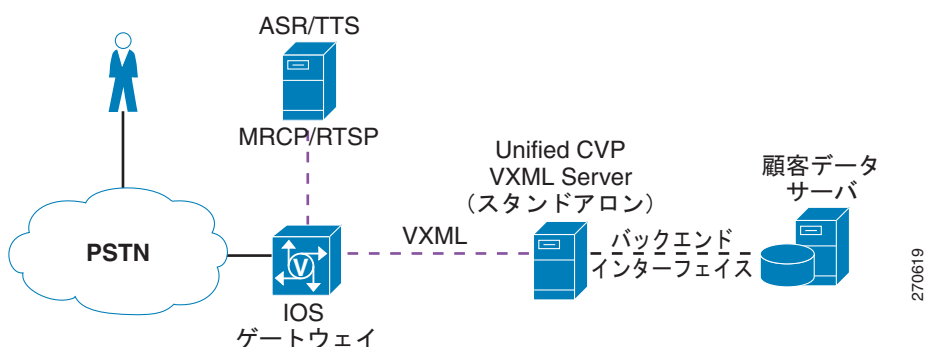 ASR/TTS
MRCP/RTSP
Unified CVP
VXML Server
（スタンドアロン）
顧客データ
サーバ
PSTN
VXML
バックエンド
インターフェイス
V
IOS
ゲートウェイ
270619